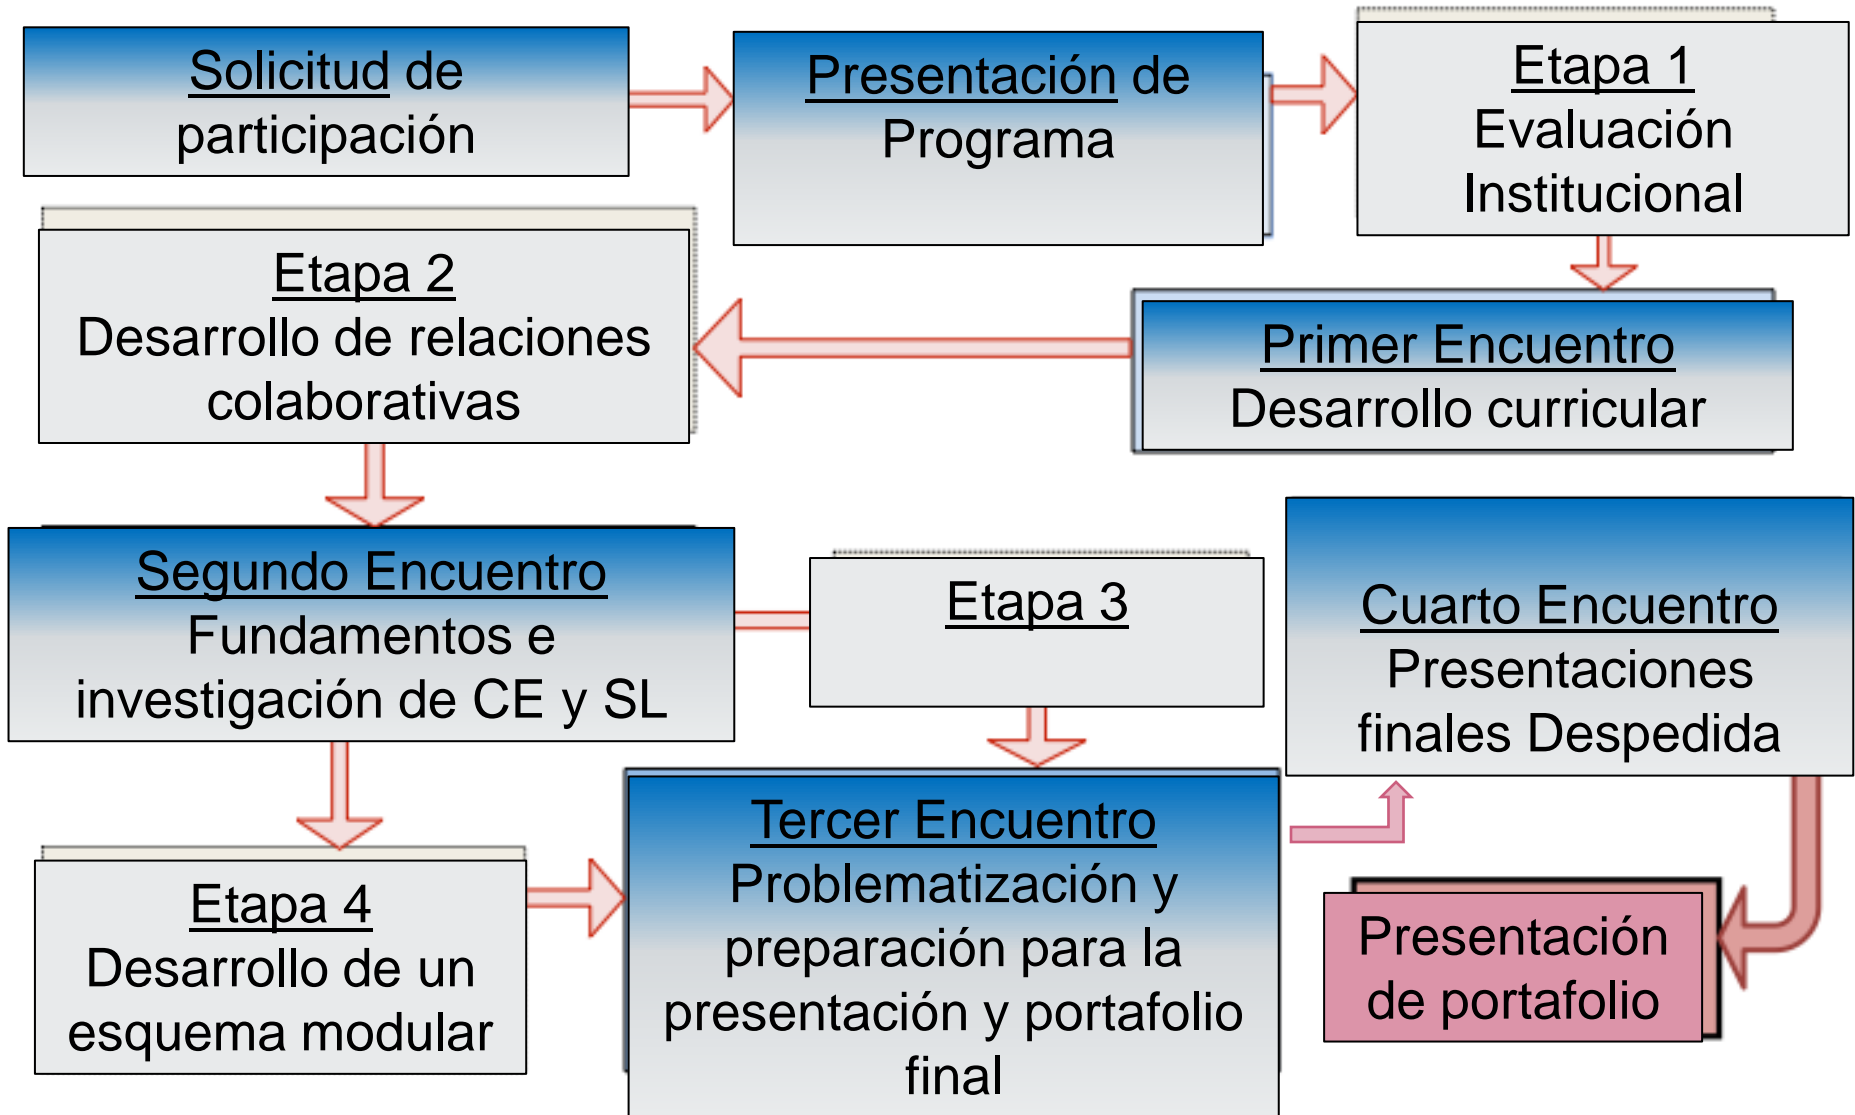 Solicitud de
participación
Presentación de
Programa
Etapa 1
Evaluación
Institucional
Primer Encuentro
Desarrollo curricular
Etapa 2
Desarrollo de relaciones
colaborativas
Segundo Encuentro
Fundamentos e
investigación de CE y SL
Etapa 3
Etapa 4
Desarrollo de un
esquema modular
Tercer Encuentro
Problematización y
preparación para la
presentación y portafolio
final
Cuarto Encuentro
Presentaciones
finales Despedida
Presentación
de portafolio